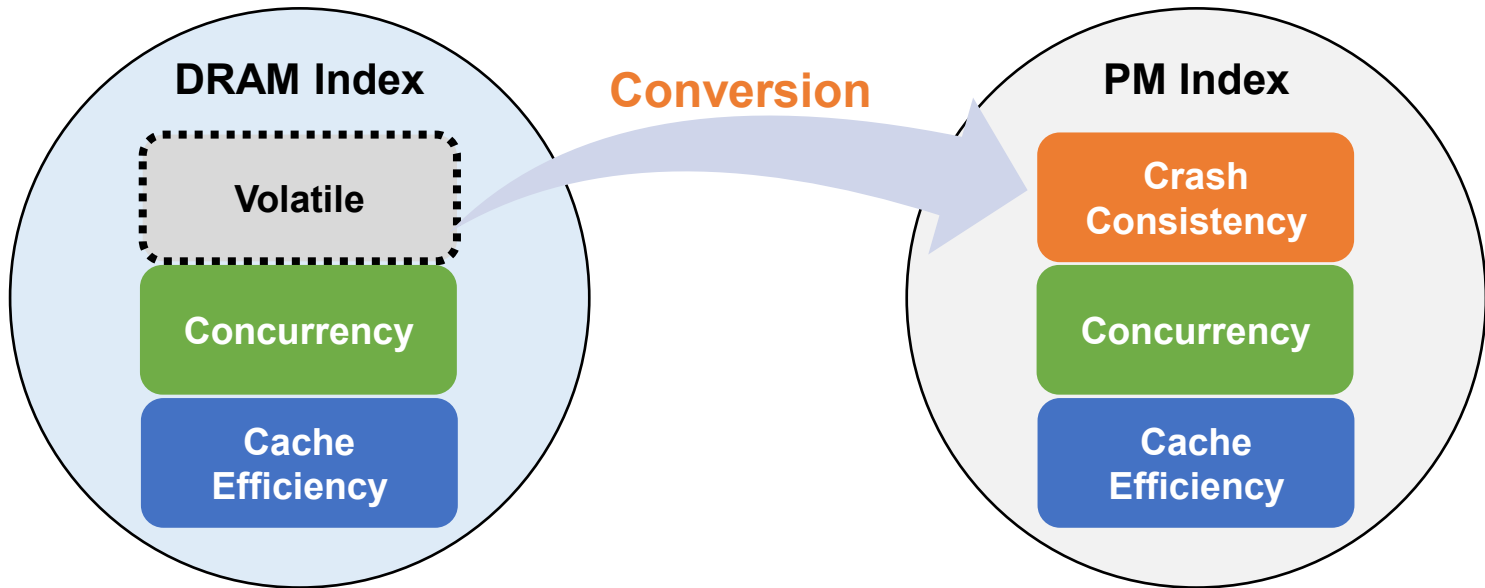 DRAM Index
Volatile
Concurrency
Cache
Efficiency
Conversion
PM Index
Crash
Consistency
Concurrency
Cache
Efficiency